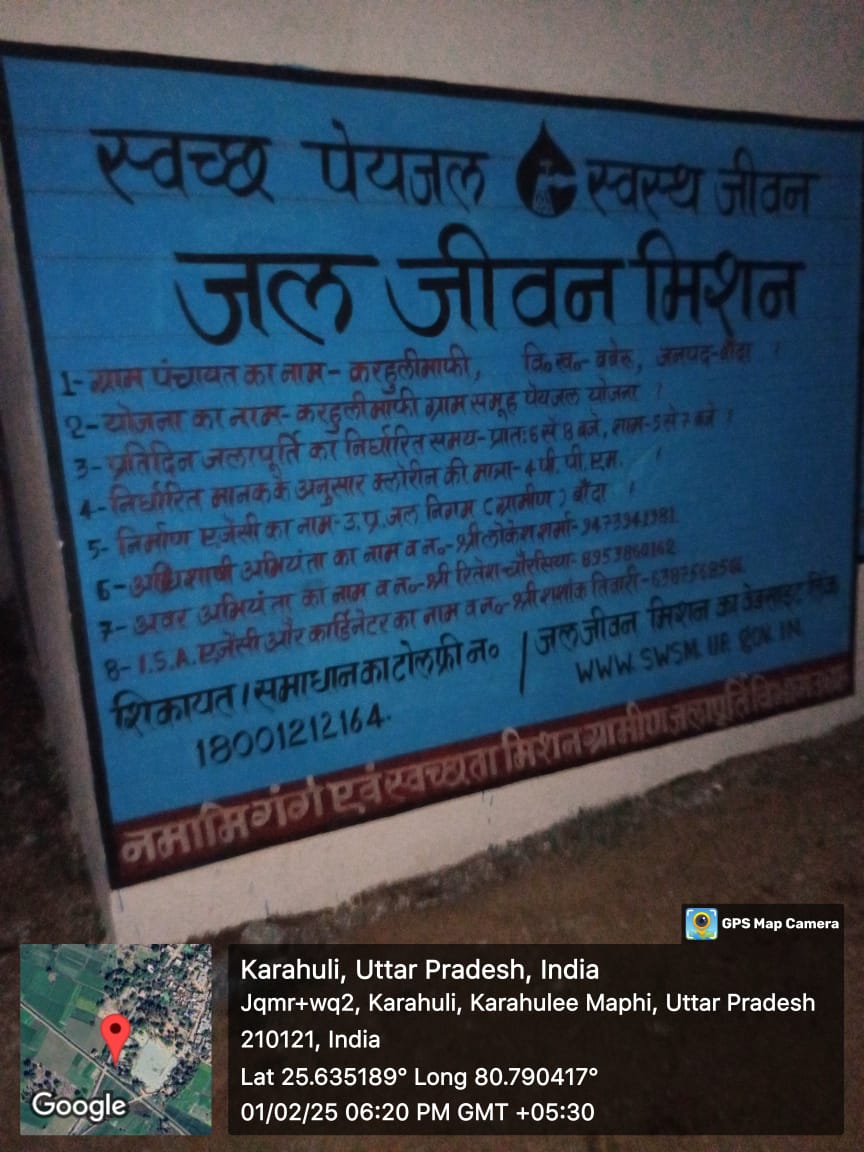 स्वच्छ पेयजल स्वस्थ जीवन
जल जीवन मिशन
1- ग्राम पंचायत का नाम- करहुलीमाफी, वि.ख.- बबेरु, जनपद-बाँदा
2- योजना का नाम- करहुलीमाफी ग्राम समूह पेयजल योजना
3- प्रतिदिन जलापूर्ति का निर्धारित समय- प्रातः 6 से 8 बजे, शाम- 5 से 7 बजे
4- निर्धारित मानक के अनुसार क्लोरीन की मात्रा- 4 पी. पी. एम.
5- निर्माण एजेंसी का नाम- उ. प्र. जल निगम (ग्रामीण) बाँदा
6- अधिशाषी अभियंता का नाम व न०- श्री लोकेश शर्मा- 9473941981
7- अवर अभियंता का नाम व न०- श्री रितेश चौरसिया- 8953860162
8- I.S.A. एजेंसी और कार्डिनेटर का नाम व न०- श्री शशांक तिवारी-
शिकायत / समाधान का टोल फ्री न० / जल जीवन मिशन का वेबसाइट लिंक
18001212164. WWW. SWSM. UP. GOV. IN
नमामि गंगे एवं स्वच्छता मिशन ग्रामीण जलापूर्ति विभाग
GPS Map Camera
Karahuli, Uttar Pradesh, India
Jqmr+wq2, Karahuli, Karahulee Maphi, Uttar Pradesh
210121, India
Lat 25.635189° Long 80.790417°
01/02/25 06:20 PM GMT +05:30
Google